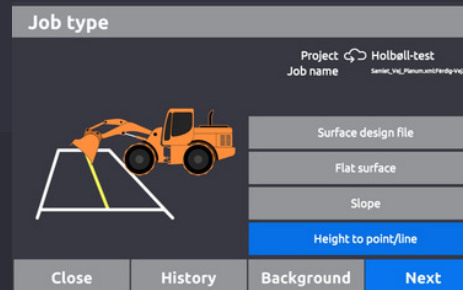 Job type
Project Holbøll-test
Job name Samlet_Vej_Planum.xml:Færdig-Vej
Surface design file
Flat surface
Slope
Height to point/line
Close History Background Next